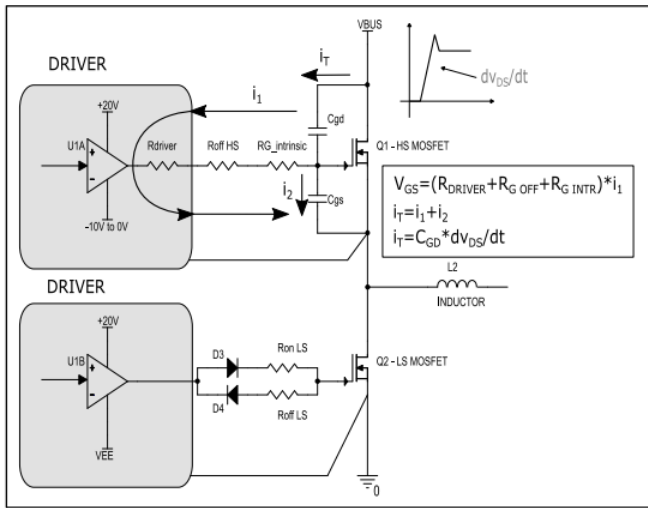 VBUS
DRIVER
iT
i1
dvDS/dt
+20V
Cgd
U1A
Rdriver
Roff HS
RG_intrinsic
Q1 - HS MOSFET
+
-
i2
Cgs
VGS=(RDRIVER+RG OFF+RG INTR)*i1
iT=i1+i2
iT=CGD*dvDS/dt
-10V to 0V
L2
INDUCTOR
DRIVER
+20V
D3
Ron LS
Q2 - LS MOSFET
U1B
+
-
D4
Roff LS
VEE
0